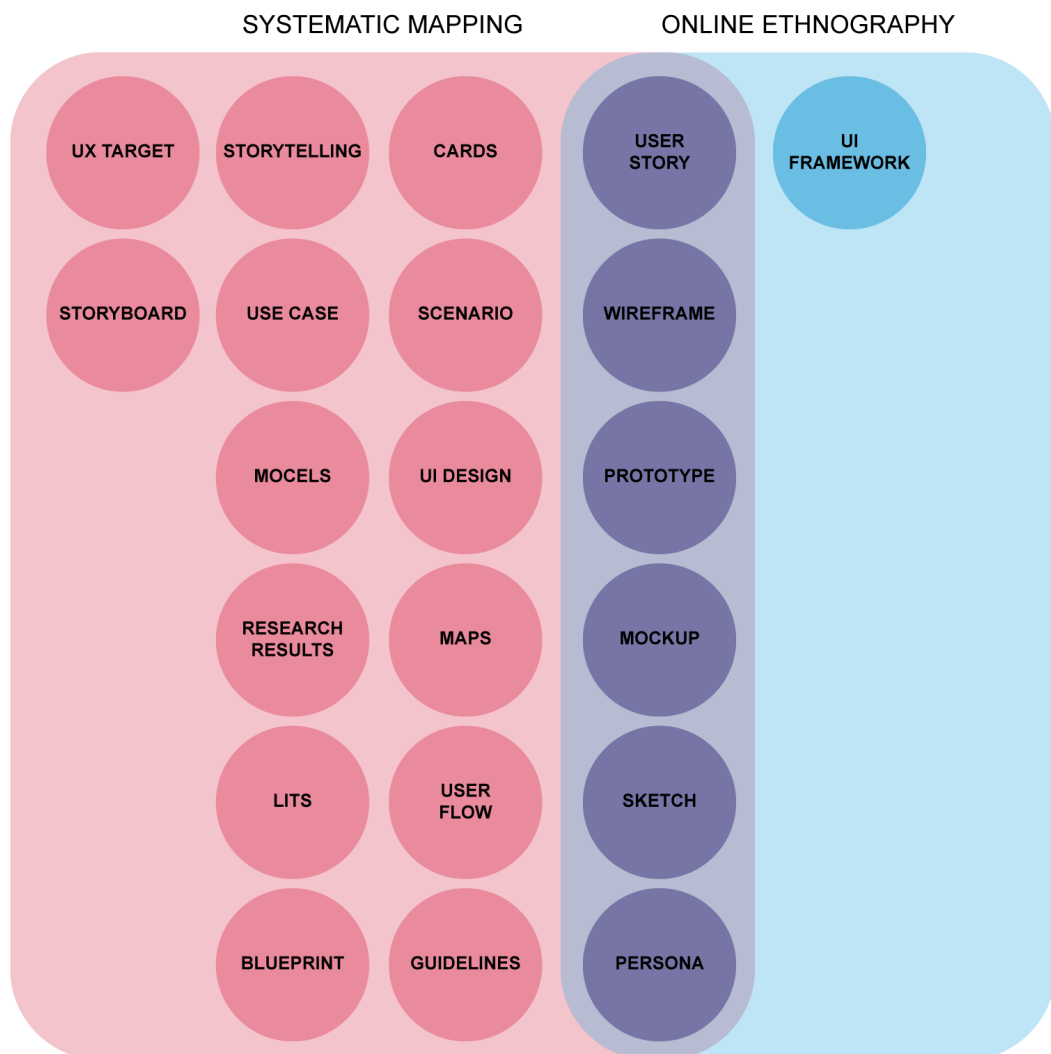 SYSTEMATIC MAPPING
ONLINE ETHNOGRAPHY
UX TARGET
STORYTELLING
CARDS
USER
STORY
UI
FRAMEWORK
STORYBOARD
USE CASE
SCENARIO
WIREFRAME
MOCELS
UI DESIGN
PROTOTYPE
RESEARCH
RESULTS
MAPS
MOCKUP
LITS
USER
FLOW
SKETCH
BLUEPRINT
GUIDELINES
PERSONA